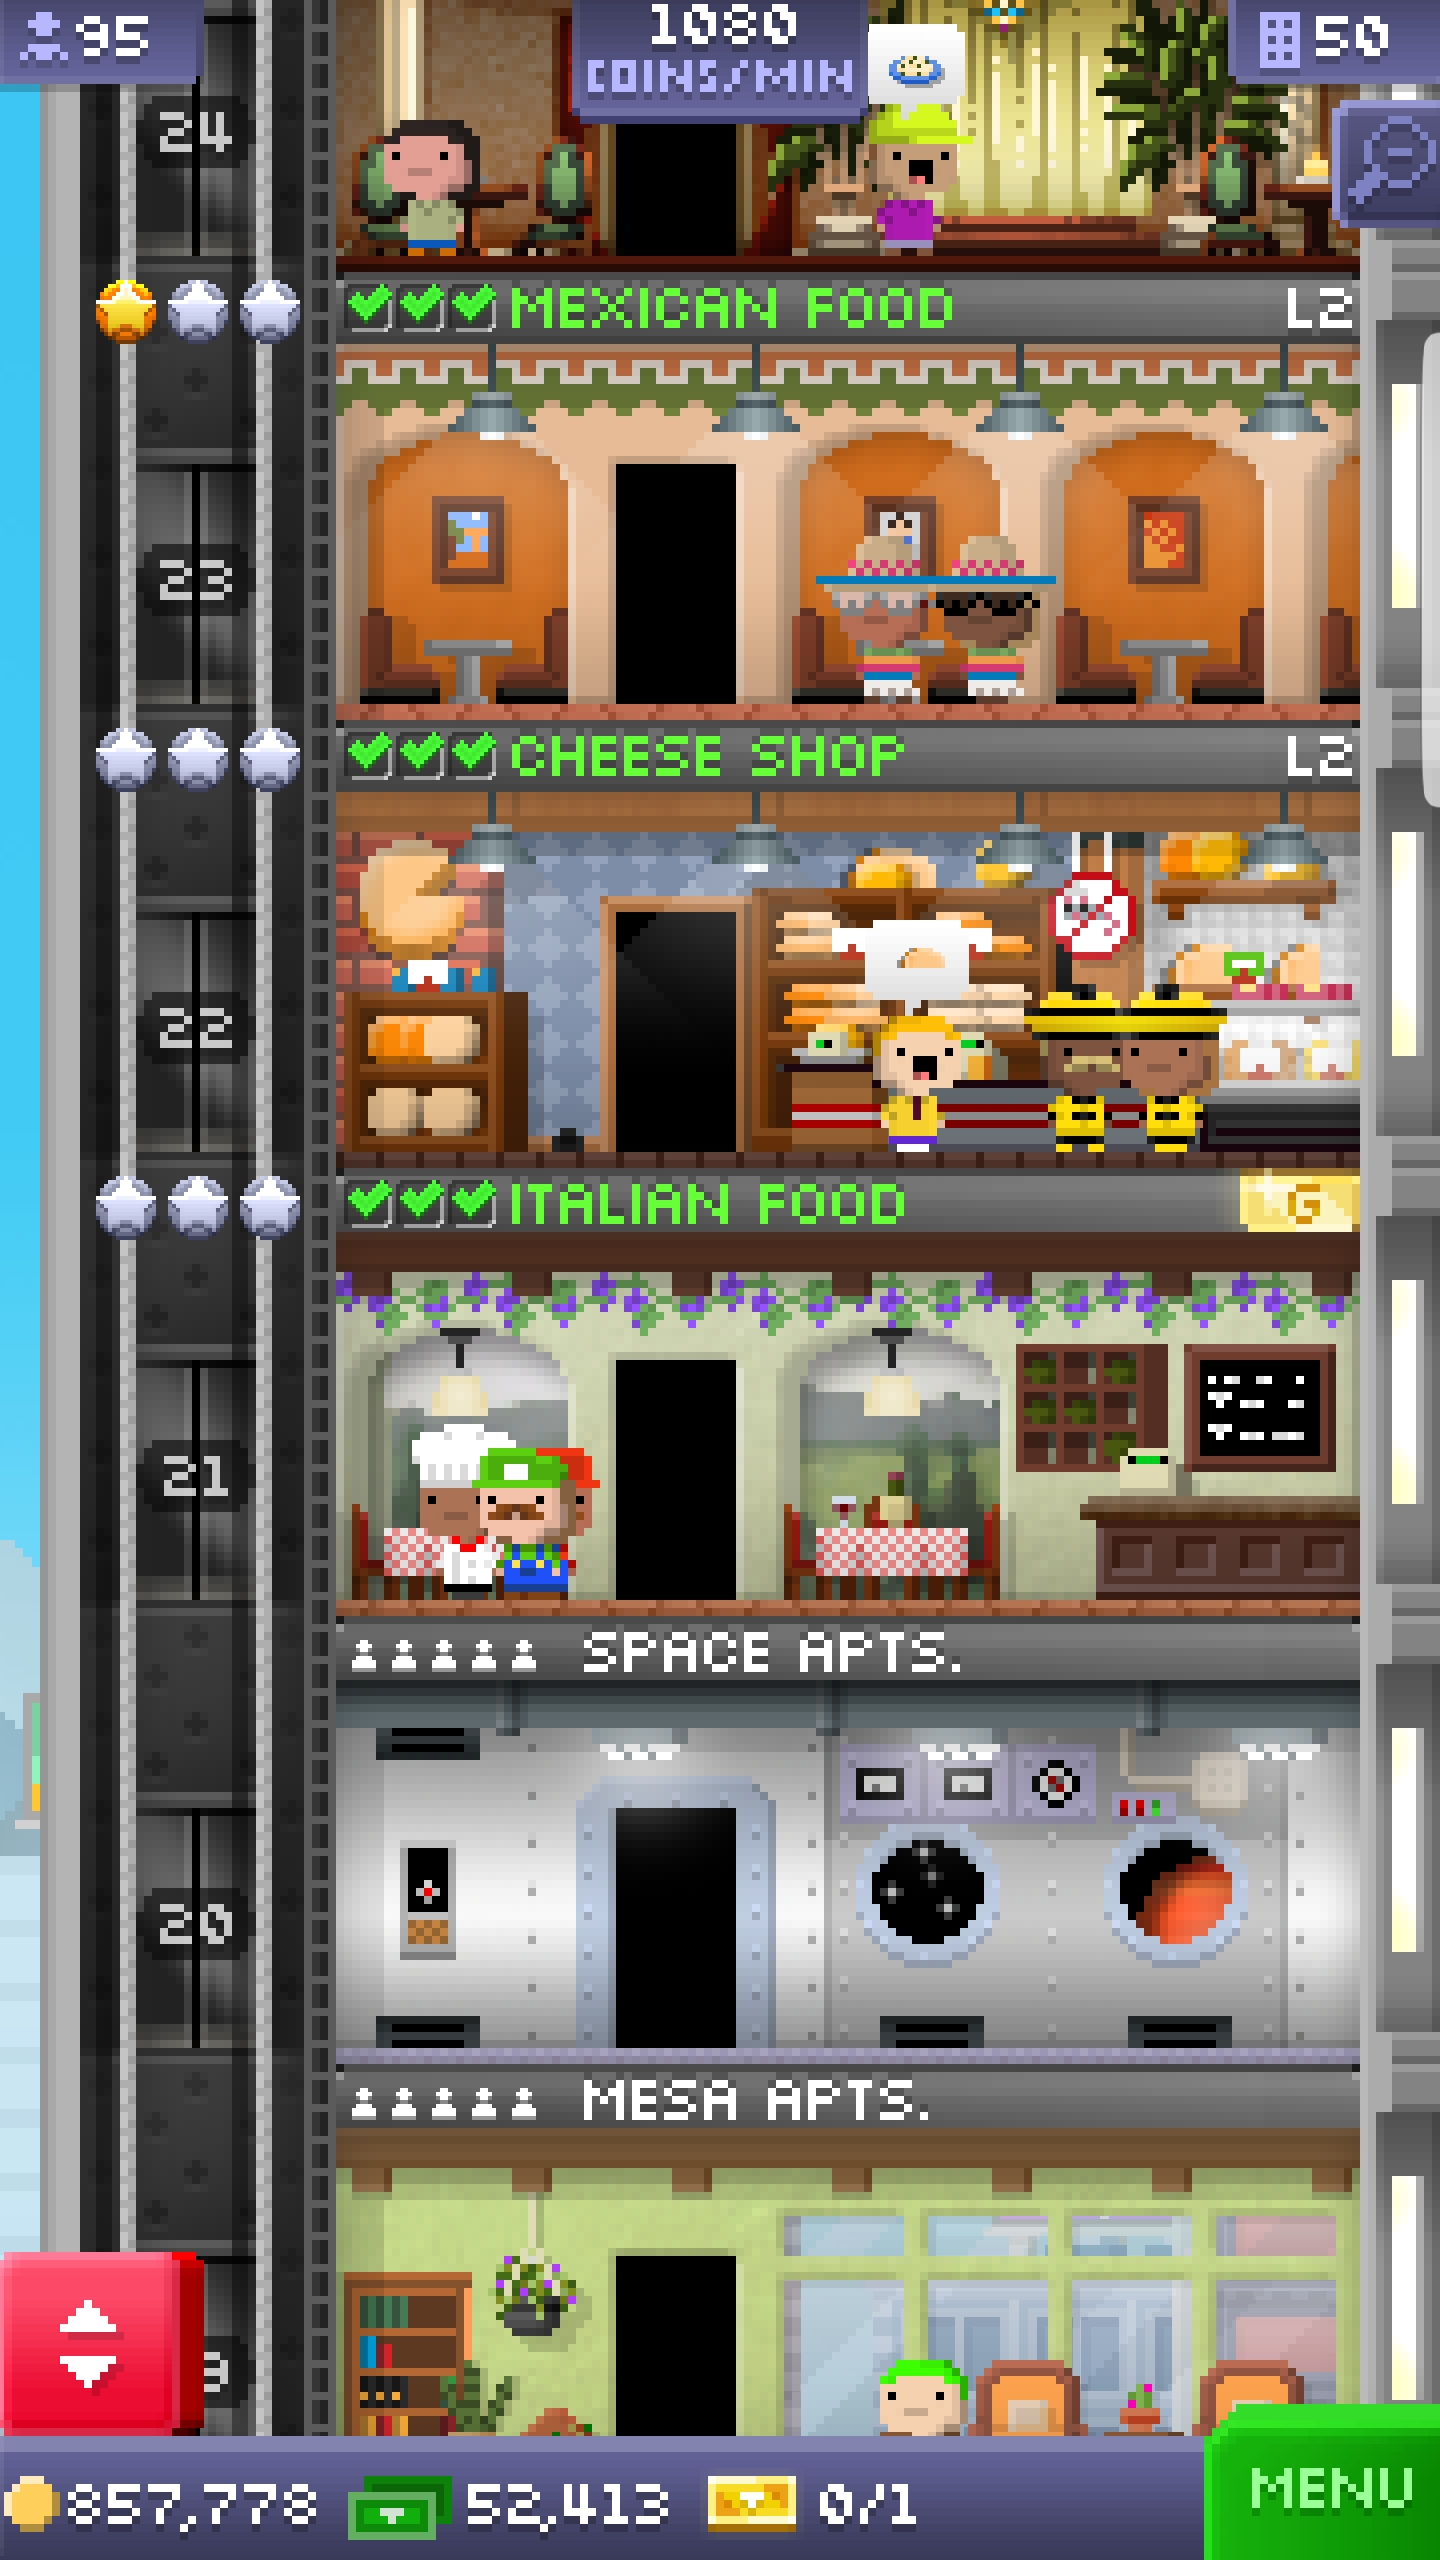 95
1080
COINS/MIN
50
24
MEXICAN FOOD L2
23
CHEESE SHOP L2
22
ITALIAN FOOD G
21
SPACE APTS.
20
MESA APTS.
9
857,778 52,413 0/1
MENU